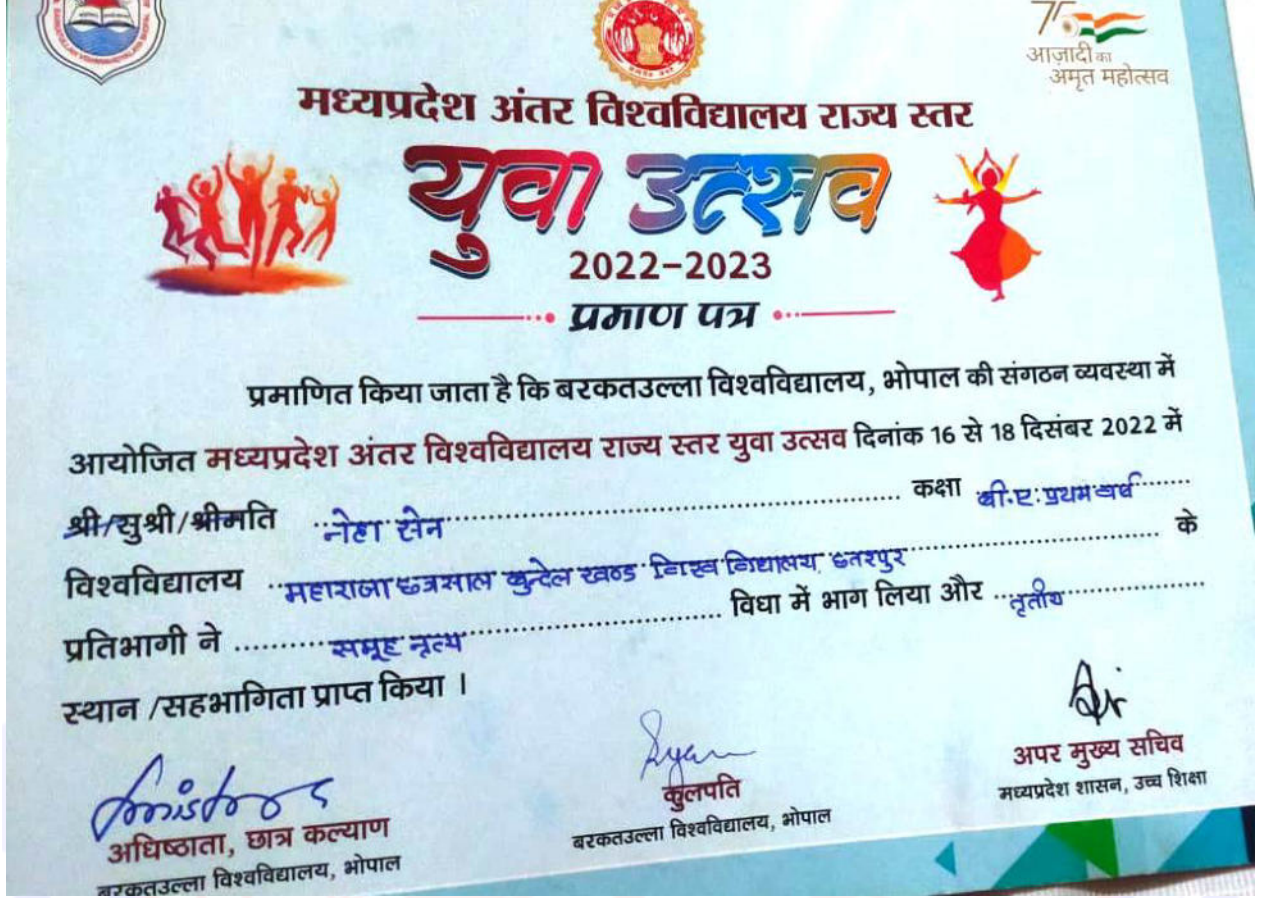 आज़ादी का
अमृत महोत्सव
मध्यप्रदेश अंतर विश्वविद्यालय राज्य स्तर
युवा उत्सव
2022-2023
प्रमाण पत्र
प्रमाणित किया जाता है कि बरकतउल्ला विश्वविद्यालय, भोपाल की संगठन व्यवस्था में
आयोजित मध्यप्रदेश अंतर विश्वविद्यालय राज्य स्तर युवा उत्सव दिनांक 16 से 18 दिसंबर 2022 में
श्री/सुश्री/श्रीमति नेहा सेन कक्षा बी.ए. प्रथम वर्ष
विश्वविद्यालय महाराजा छत्रसाल बुन्देल खण्ड विश्व विद्यालय, छतरपुर के
प्रतिभागी ने समूह नृत्य विधा में भाग लिया और तृतीय
स्थान /सहभागिता प्राप्त किया ।
अधिष्ठाता, छात्र कल्याण
बरकतउल्ला विश्वविद्यालय, भोपाल
कुलपति
बरकतउल्ला विश्वविद्यालय, भोपाल
अपर मुख्य सचिव
मध्यप्रदेश शासन, उच्च शिक्षा